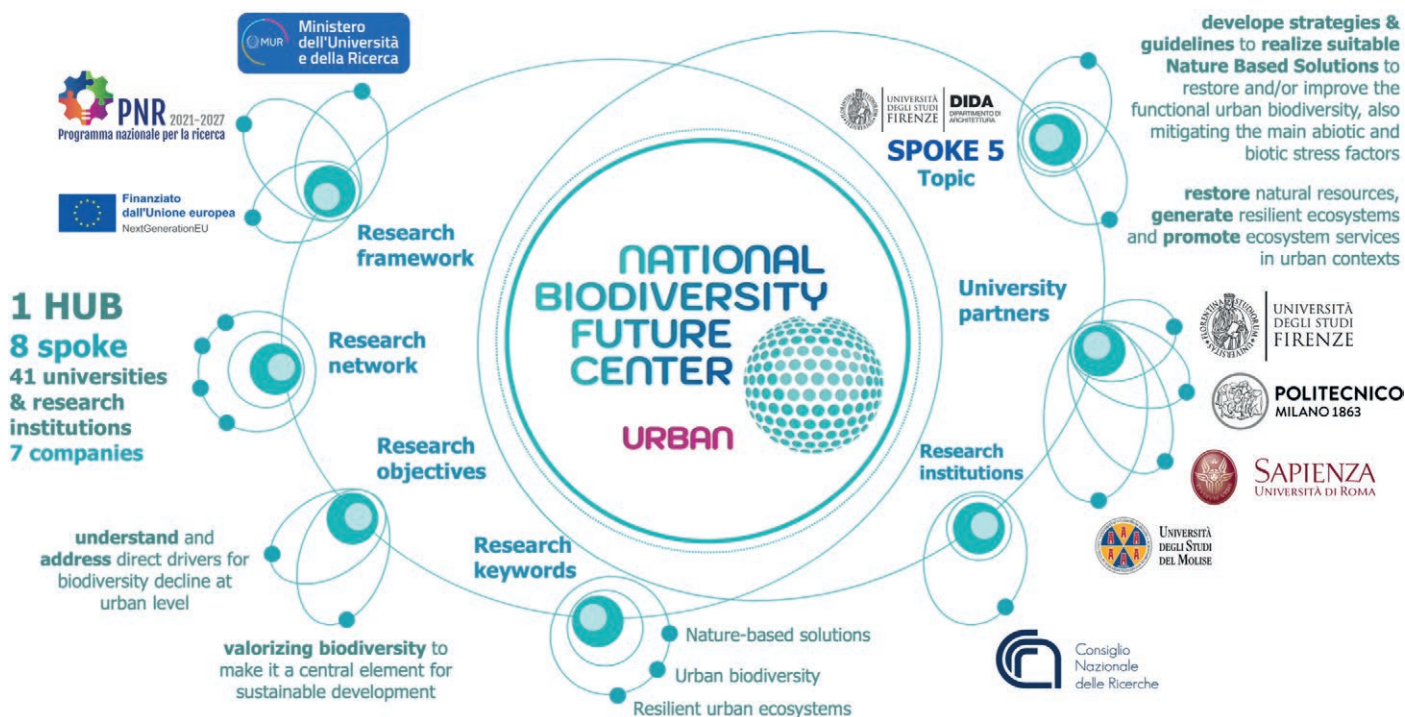 MUR
Ministero
dell'Università
e della Ricerca
PNR 2021-2027
Programma nazionale per la ricerca
Finanziato
dall'Unione europea
NextGenerationEU
Research
framework
1 HUB
8 spoke
41 universities
& research
institutions
7 companies
Research
network
Research
objectives
understand and
address direct drivers for
biodiversity decline at
urban level
valorizing biodiversity to
make it a central element for
sustainable development
Research
keywords
Nature-based solutions
Urban biodiversity
Resilient urban ecosystems
NATIONAL
BIODIVERSITY
FUTURE
CENTER
URBAN
UNIVERSITÀ
DEGLI STUDI
FIRENZE
DIDA
DIPARTIMENTO DI
ARCHITETTURA
SPOKE 5
Topic
develope strategies &
guidelines to realize suitable
Nature Based Solutions to
restore and/or improve the
functional urban biodiversity, also
mitigating the main abiotic and
biotic stress factors
restore natural resources,
generate resilient ecosystems
and promote ecosystem services
in urban contexts
University
partners
UNIVERSITÀ
DEGLI STUDI
FIRENZE
POLITECNICO
MILANO 1863
SAPIENZA
UNIVERSITÀ DI ROMA
UNIVERSITÀ
DEGLI STUDI
DEL MOLISE
Research
institutions
Consiglio
Nazionale
delle Ricerche